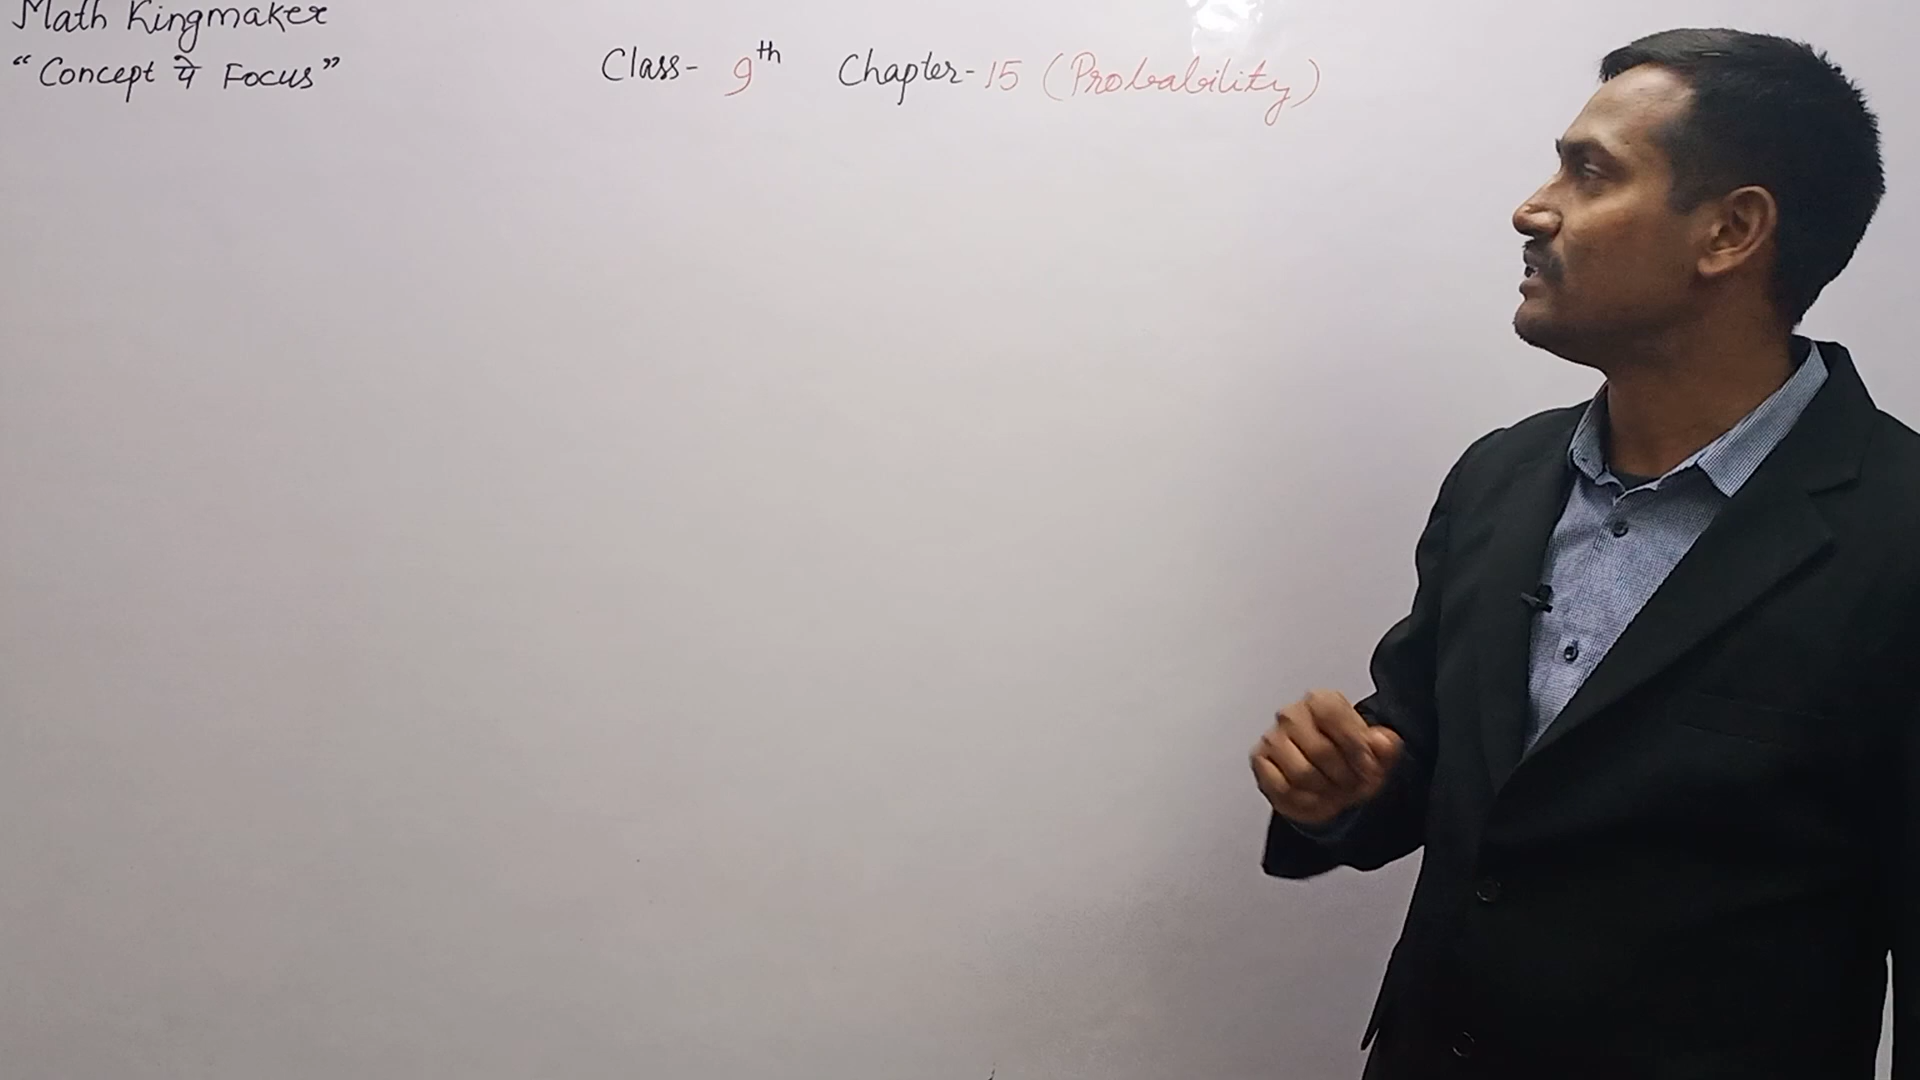 Math Kingmaker
"Concept पे Focus"
Class- 9th Chapter-15 (Probability)